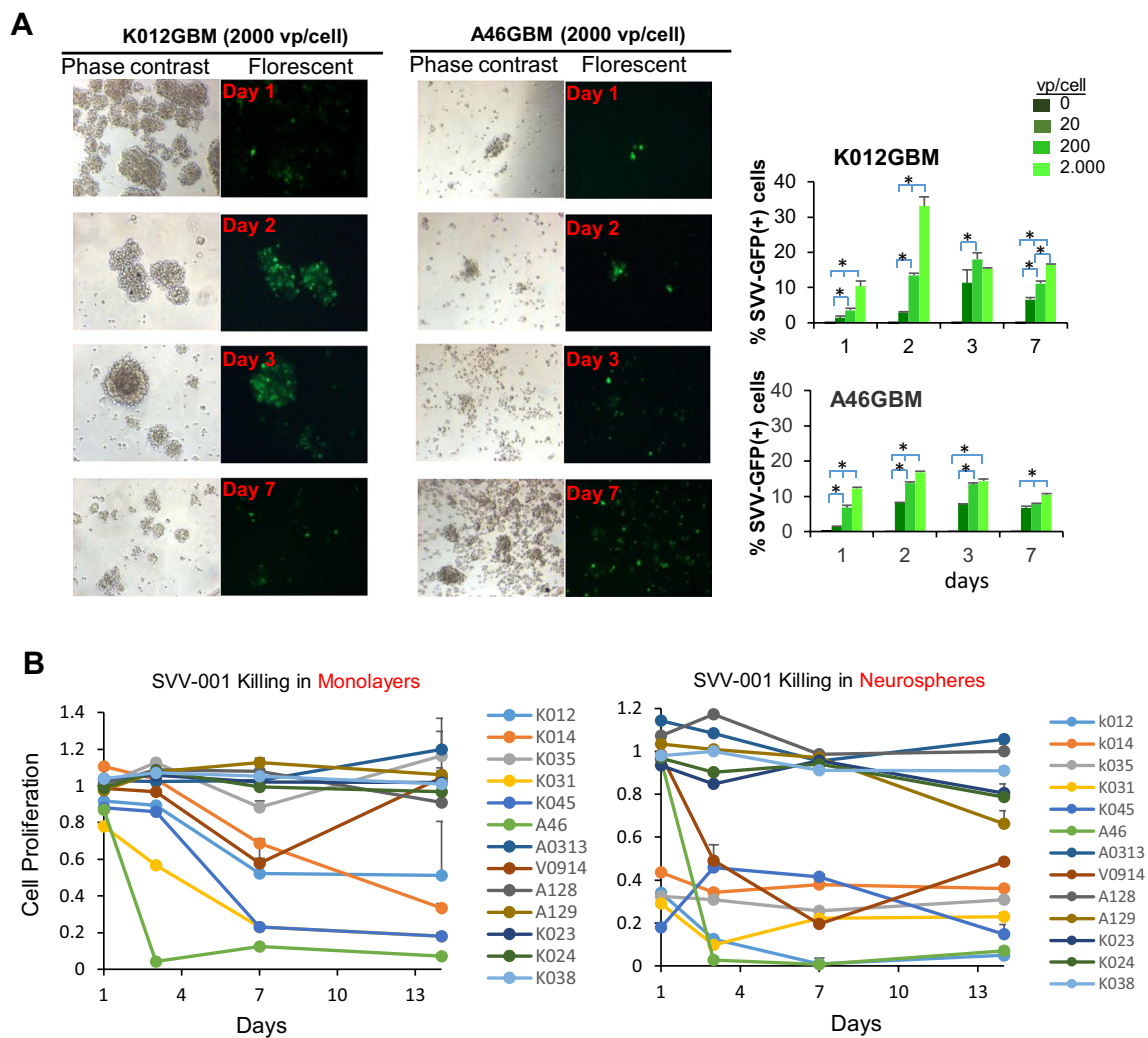 A
K012GBM (2000 vp/cell)
A46GBM (2000 vp/cell)
Phase contrast Florescent
Phase contrast Florescent
Day 1
Day 1
Day 2
Day 2
Day 3
Day 3
Day 7
Day 7
vp/cell
0
20
200
2.000
K012GBM
% SVV-GFP(+) cells
40
30
20
10
0
* * * * * * * *
1 2 3 7
A46GBM
% SVV-GFP(+) cells
40
30
20
10
0
* * * * * * *
1 2 3 7
days
B
SVV-001 Killing in Monolayers
Cell Proliferation
1.4
1.2
1
0.8
0.6
0.4
0.2
0
1 4 7 10 13
Days
K012
K014
K035
K031
K045
A46
A0313
V0914
A128
A129
K023
K024
K038
SVV-001 Killing in Neurospheres
1.2
1
0.8
0.6
0.4
0.2
0
1 4 7 10 13
Days
k012
k014
k035
K031
K045
A46
A0313
V0914
A128
A129
K023
K024
K038